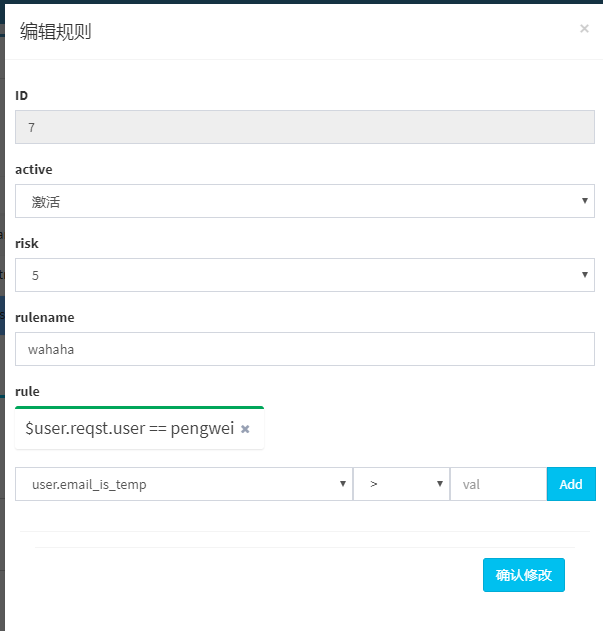 编辑规则 ×
ID
7
active
激活
risk
5
rulename
wahaha
rule
$user.reqst.user == pengwei ×
user.email_is_temp > val Add
确认修改